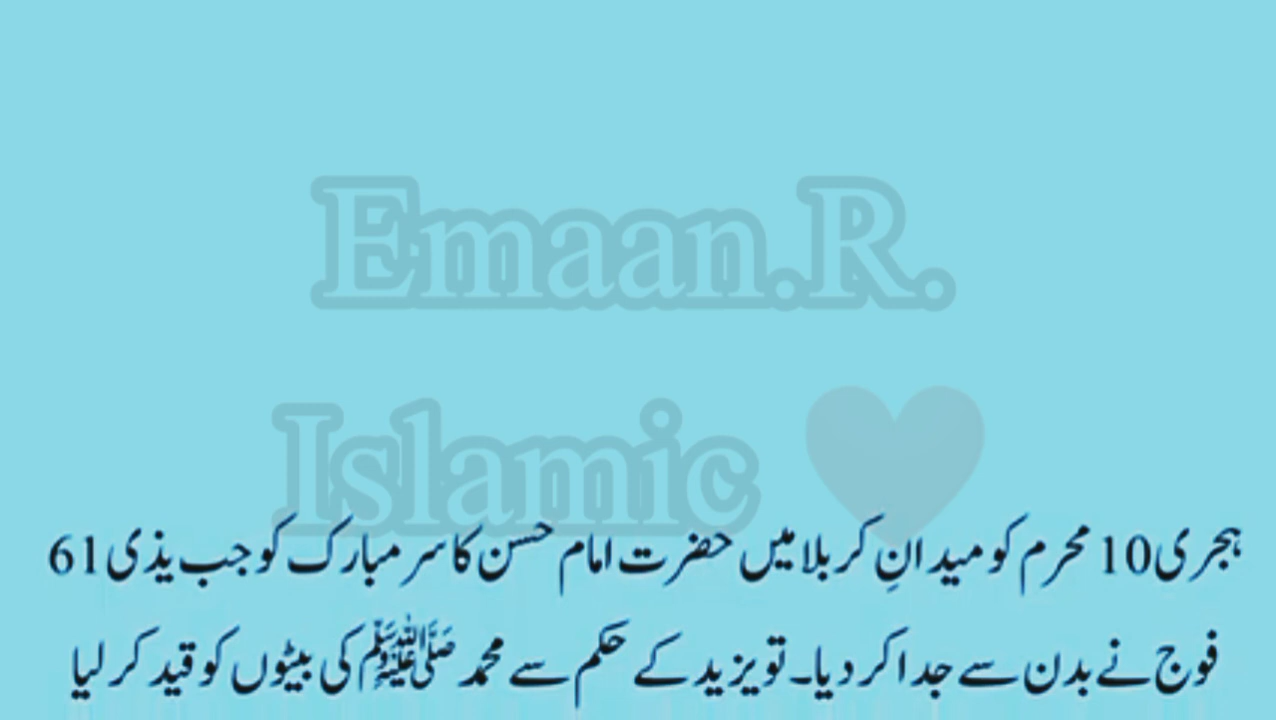 Emaan.R.
Islamic ♥
ہجری 10 محرم کو میدانِ کربلا میں حضرت امام حسن کا سر مبارک کو جب یذی 61
فوج نے بدن سے جدا کر دیا۔ تو یزید کے حکم سے محمد ﷺ کی بیٹوں کو قید کر لیا